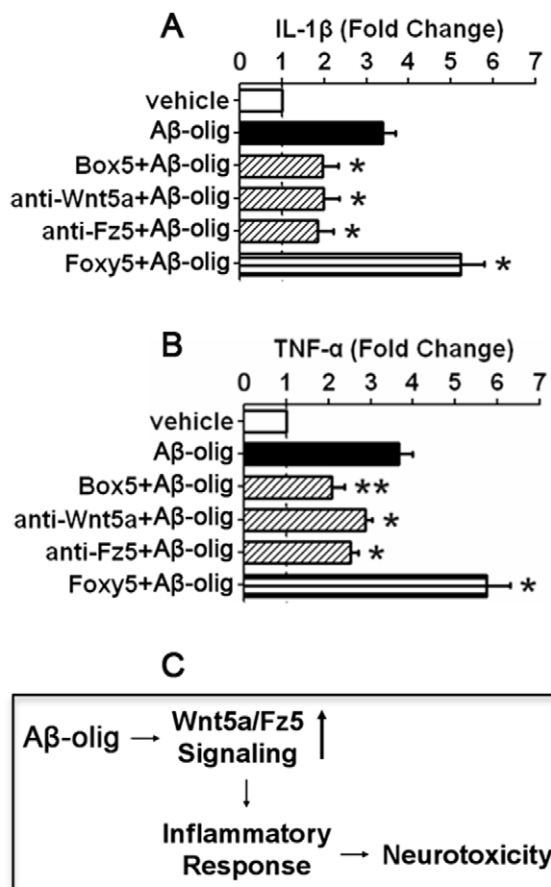 A
IL-1β (Fold Change)
0 1 2 3 4 5 6 7
vehicle
Aβ-olig
Box5+Aβ-olig *
anti-Wnt5a+Aβ-olig *
anti-Fz5+Aβ-olig *
Foxy5+Aβ-olig *
B
TNF-α (Fold Change)
0 1 2 3 4 5 6 7
vehicle
Aβ-olig
Box5+Aβ-olig **
anti-Wnt5a+Aβ-olig *
anti-Fz5+Aβ-olig *
Foxy5+Aβ-olig *
C
Aβ-olig → Wnt5a/Fz5 ↑
Signaling
↓
Inflammatory
Response → Neurotoxicity